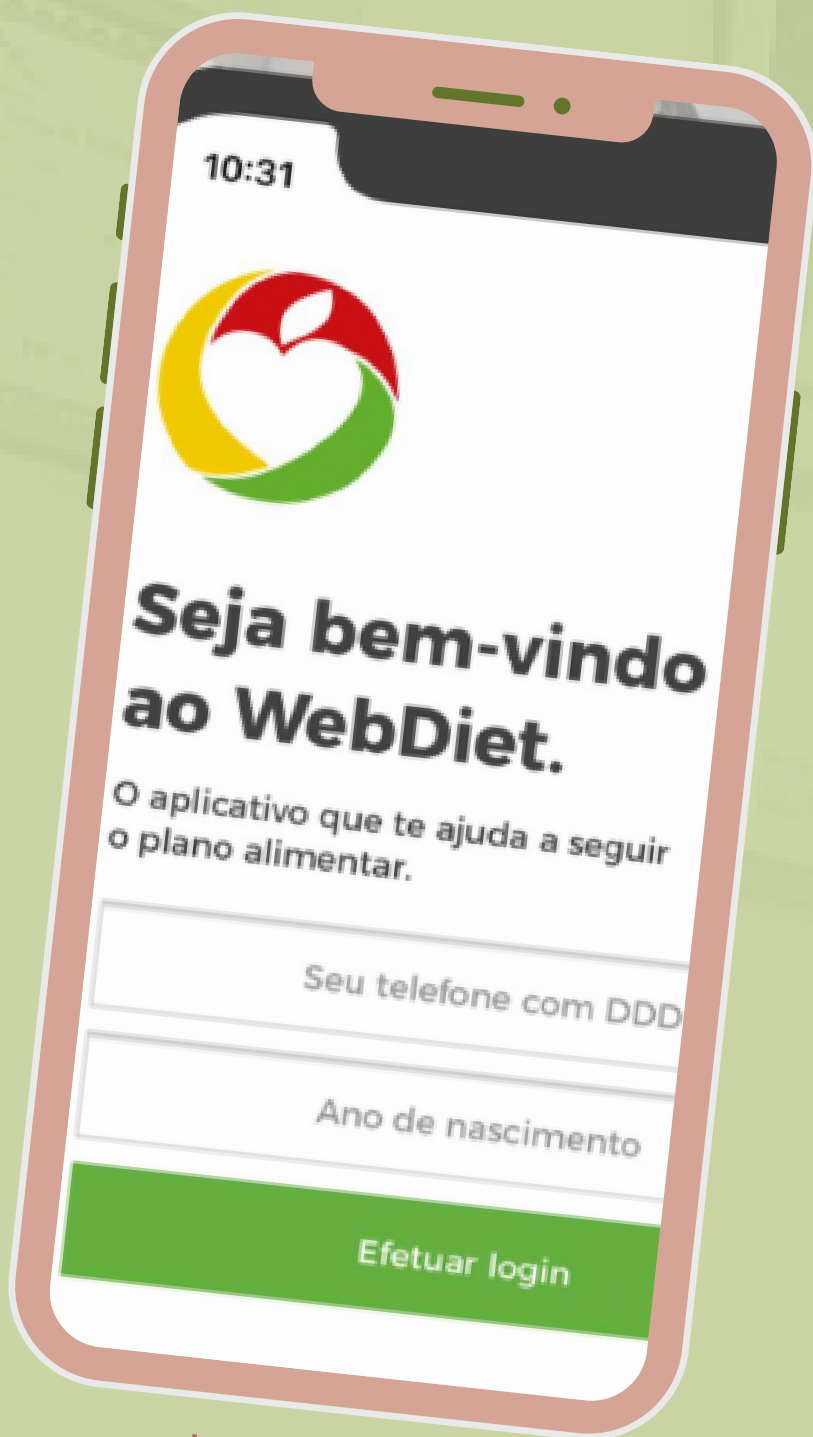 10:31
Seja bem-vindo
ao WebDiet.
O aplicativo que te ajuda a seguir
o plano alimentar.
Seu telefone com DDD
Ano de nascimento
Efetuar login